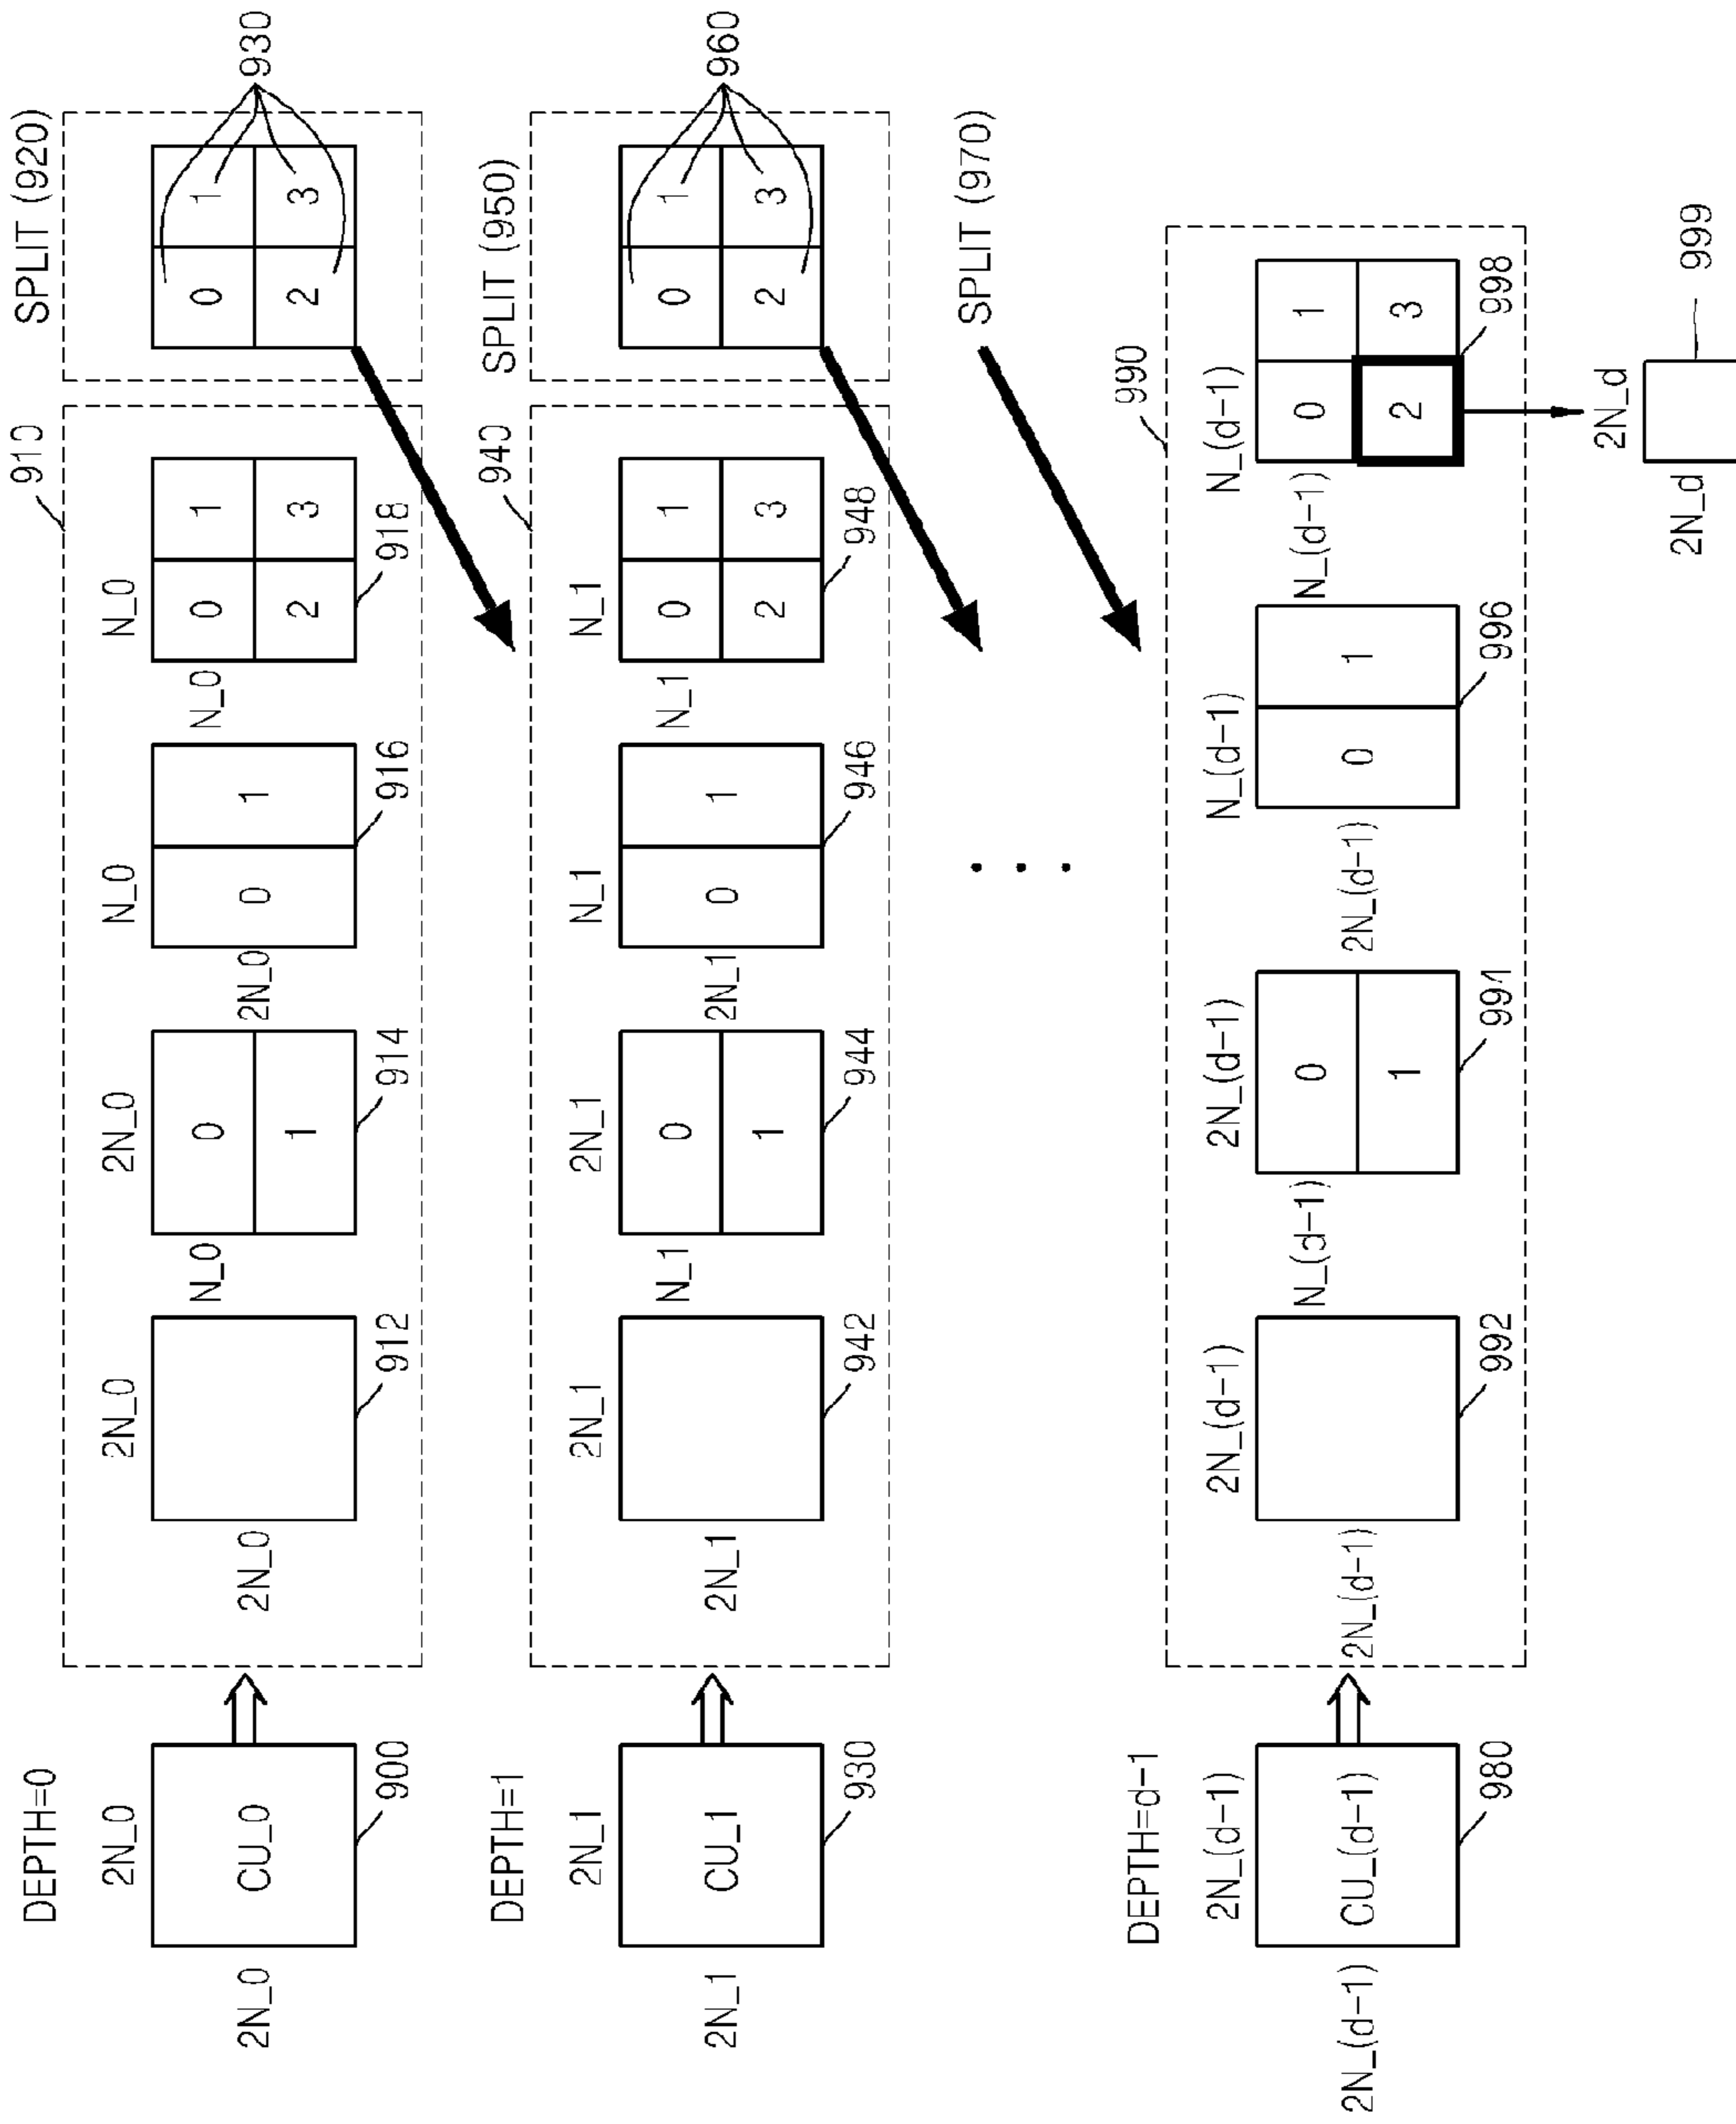 DEPTH=0
2N_0
2N_0
CU_0
900
910
2N_0
2N_0
912
2N_0
N_0
0
1
914
N_0
2N_0
0
1
916
N_0
N_0
0
1
2
3
918
SPLIT (920)
0
1
2
3
930
DEPTH=1
2N_1
2N_1
CU_1
930
940
2N_1
2N_1
942
2N_1
N_1
0
1
944
N_1
2N_1
0
1
946
N_1
N_1
0
1
2
3
948
SPLIT (950)
0
1
2
3
960
SPLIT (970)
DEPTH=d-1
2N_(d-1)
2N_(d-1)
CU_(d-1)
980
990
2N_(d-1)
2N_(d-1)
992
2N_(d-1)
N_(d-1)
0
1
994
N_(d-1)
2N_(d-1)
0
1
996
N_(d-1)
N_(d-1)
0
1
2
3
998
2N_d
2N_d
999